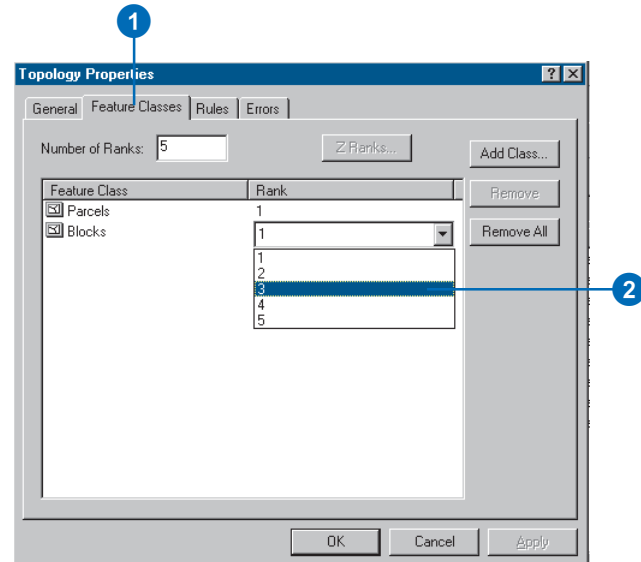 1
Topology Properties
General Feature Classes Rules Errors
Number of Ranks: 5 Z Ranks... Add Class...
Feature Class Rank Remove
Parcels 1
Blocks 1 Remove All
1
2
3 2
4
5
OK Cancel Apply